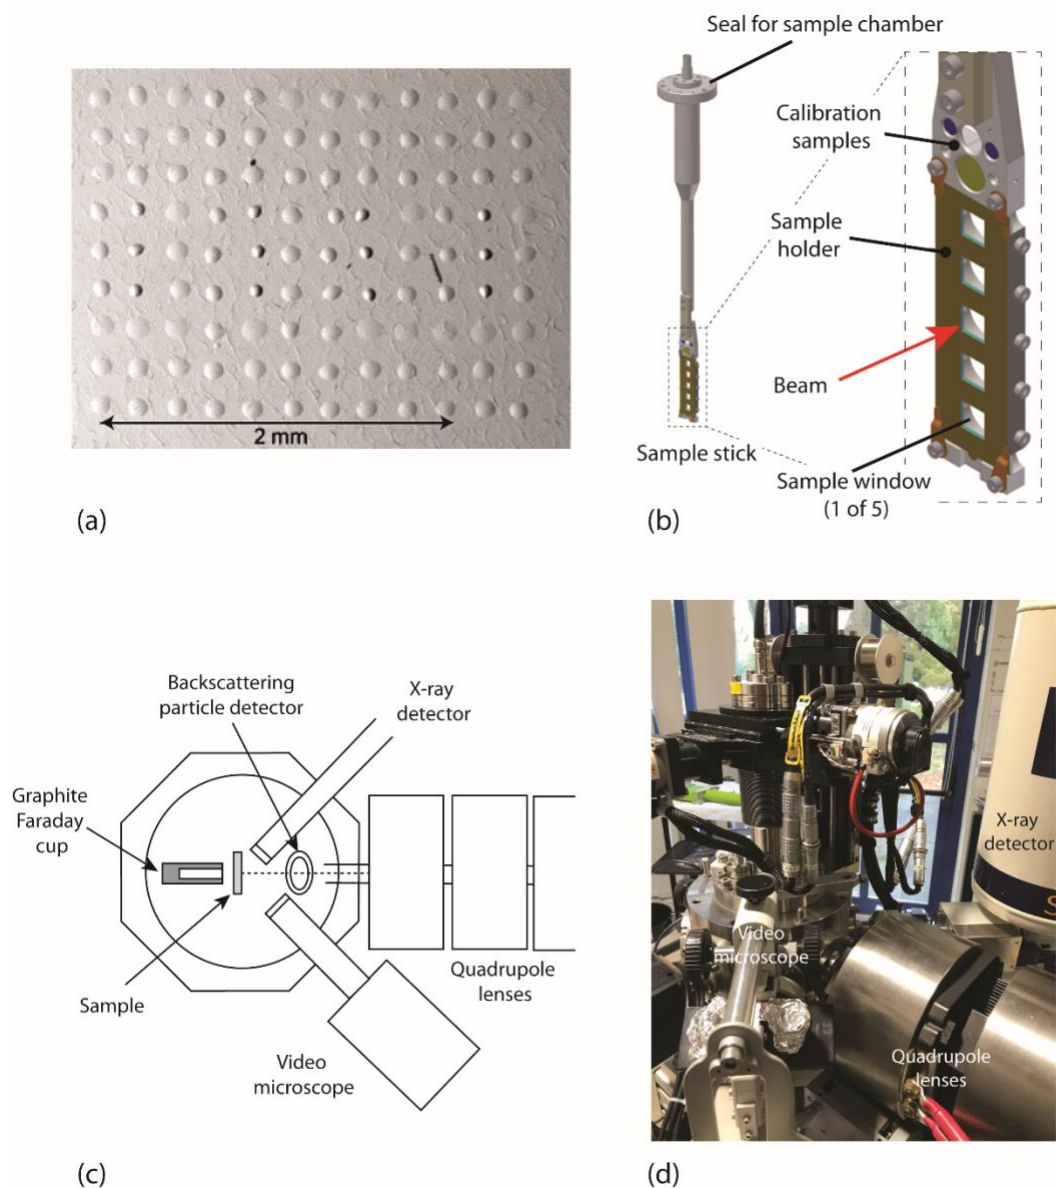 Seal for sample chamber
Calibration
samples
Sample
holder
Beam
Sample stick
Sample window
(1 of 5)
2 mm
(a)
(b)
Backscattering
particle detector
X-ray
detector
Graphite
Faraday
cup
Sample
Quadrupole
lenses
Video
microscope
X-ray
detector
Video
microscope
Quadrupole
lenses
(c)
(d)